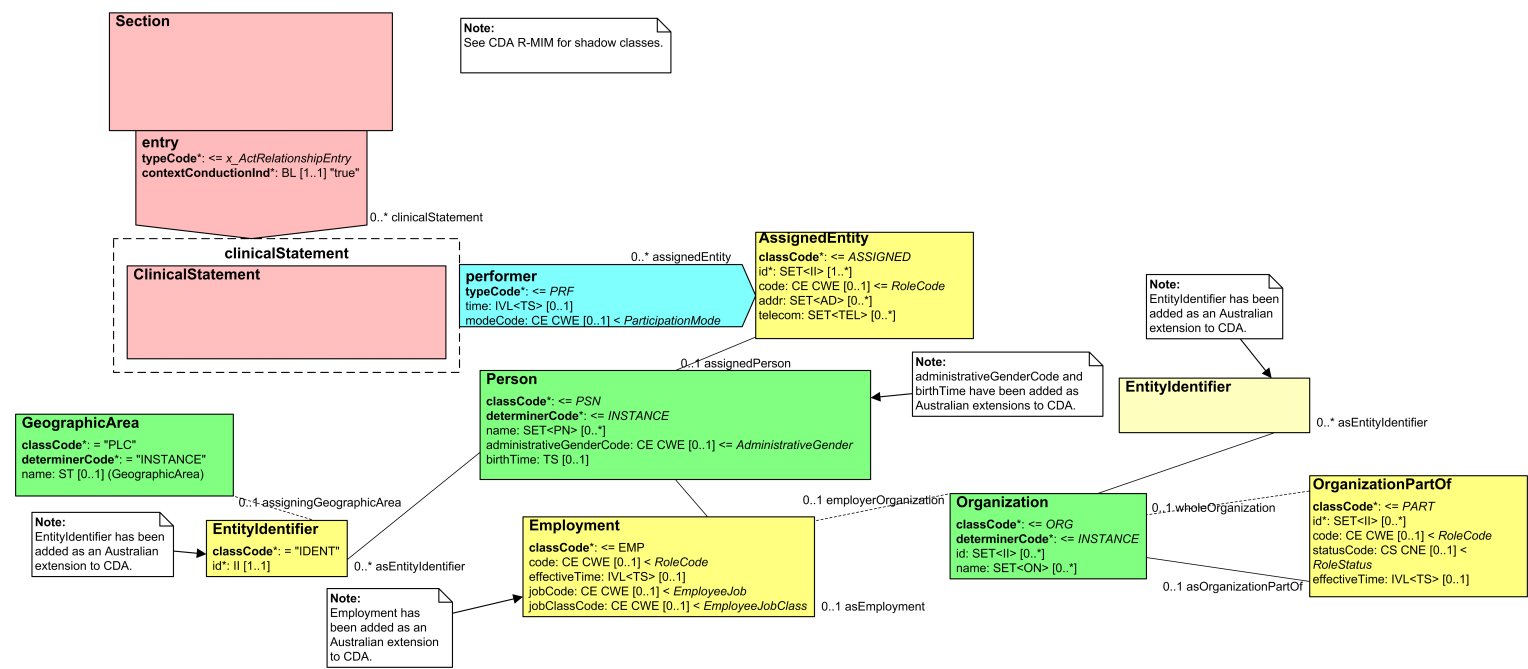 Section
Note:
See CDA R-MIM for shadow classes.
entry
typeCode*: <= x_ActRelationshipEntry
contextConductionInd*: BL [1..1] "true"
0..* clinicalStatement
clinicalStatement
ClinicalStatement
performer
typeCode*: <= PRF
time: IVL<TS> [0..1]
modeCode: CE CWE [0..1] < ParticipationMode
0..* assignedEntity
AssignedEntity
classCode*: <= ASSIGNED
id*: SET<II> [1..*]
code: CE CWE [0..1] <= RoleCode
addr: SET<AD> [0..*]
telecom: SET<TEL> [0..*]
0..1 assignedPerson
Note:
EntityIdentifier has been
added as an Australian
extension to CDA.
Note:
administrativeGenderCode and
birthTime have been added as
Australian extensions to CDA.
Person
classCode*: <= PSN
determinerCode*: <= INSTANCE
name: SET<PN> [0..*]
administrativeGenderCode: CE CWE [0..1] <= AdministrativeGender
birthTime: TS [0..1]
EntityIdentifier
0..* asEntityIdentifier
GeographicArea
classCode*: = "PLC"
determinerCode*: = "INSTANCE"
name: ST [0..1] (GeographicArea)
0..1 assigningGeographicArea
Note:
EntityIdentifier has been
added as an Australian
extension to CDA.
EntityIdentifier
classCode*: = "IDENT"
id*: II [1..1]
0..* asEntityIdentifier
Note:
Employment has
been added as an
Australian extension
to CDA.
Employment
classCode*: <= EMP
code: CE CWE [0..1] < RoleCode
effectiveTime: IVL<TS> [0..1]
jobCode: CE CWE [0..1] < EmployeeJob
jobClassCode: CE CWE [0..1] < EmployeeJobClass
0..1 asEmployment
0..1 employerOrganization
Organization
classCode*: <= ORG
determinerCode*: <= INSTANCE
id: SET<II> [0..*]
name: SET<ON> [0..*]
0..1 wholeOrganization
0..1 asOrganizationPartOf
OrganizationPartOf
classCode*: <= PART
id*: SET<II> [0..*]
code: CE CWE [0..1] < RoleCode
statusCode: CS CNE [0..1] <
RoleStatus
effectiveTime: IVL<TS> [0..1]